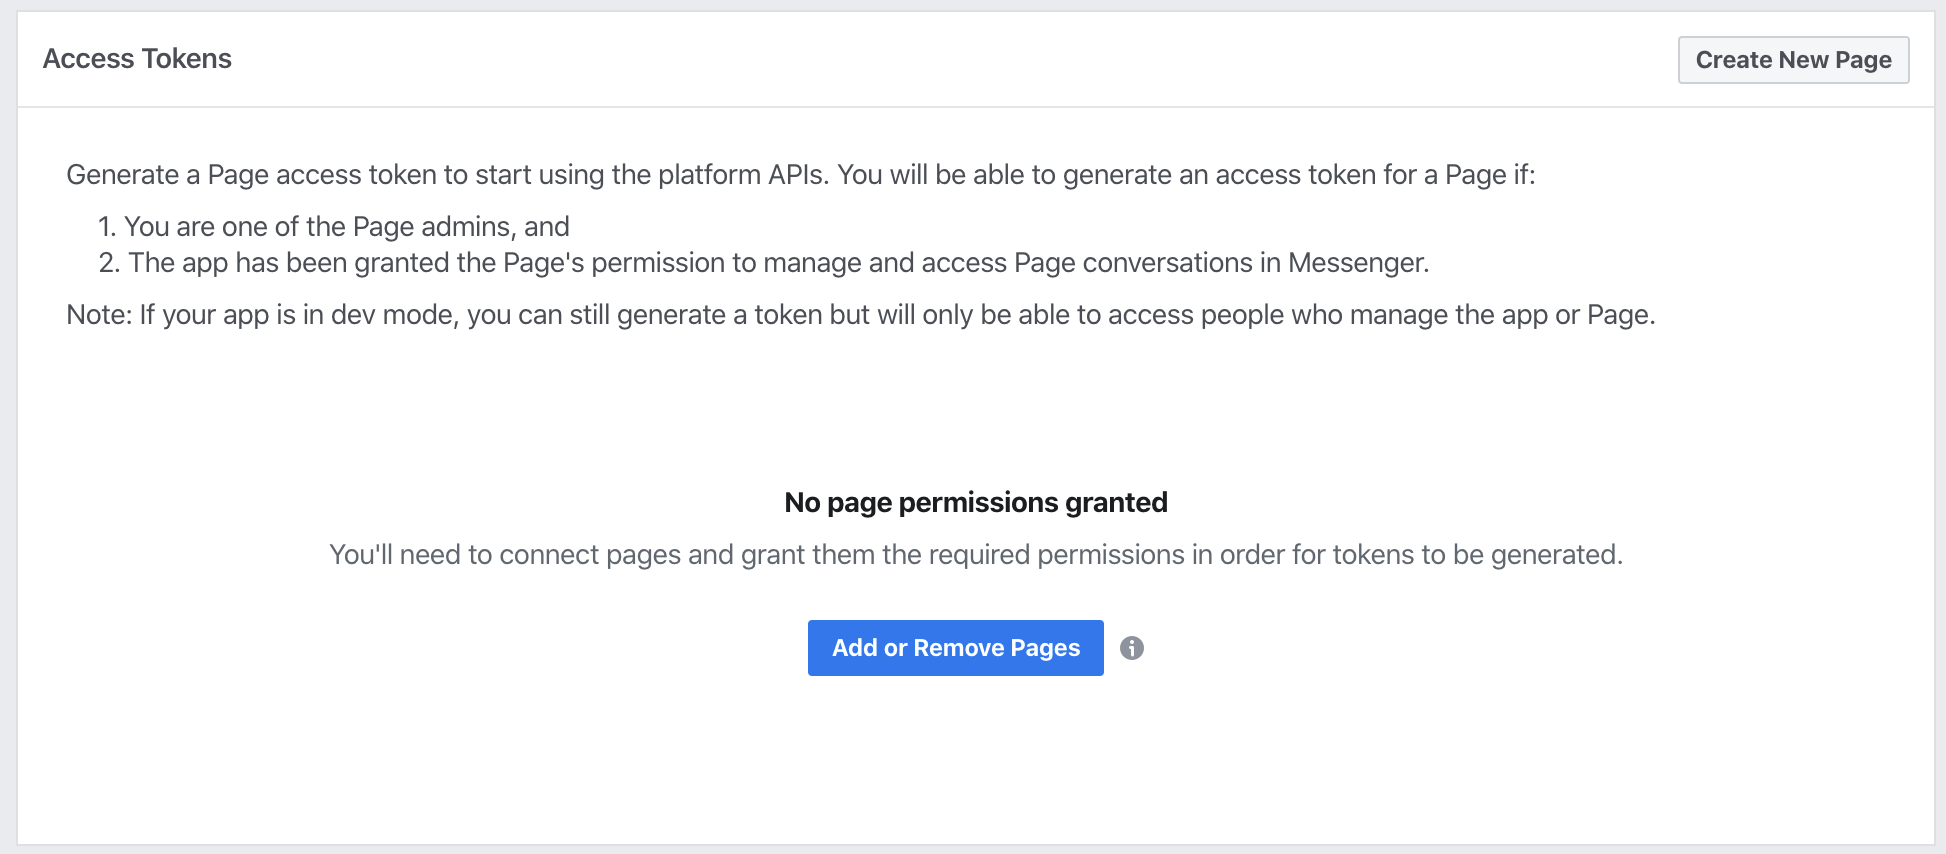 Access Tokens
Create New Page
Generate a Page access token to start using the platform APIs. You will be able to generate an access token for a Page if:
1. You are one of the Page admins, and
2. The app has been granted the Page's permission to manage and access Page conversations in Messenger.
Note: If your app is in dev mode, you can still generate a token but will only be able to access people who manage the app or Page.
No page permissions granted
You'll need to connect pages and grant them the required permissions in order for tokens to be generated.
Add or Remove Pages